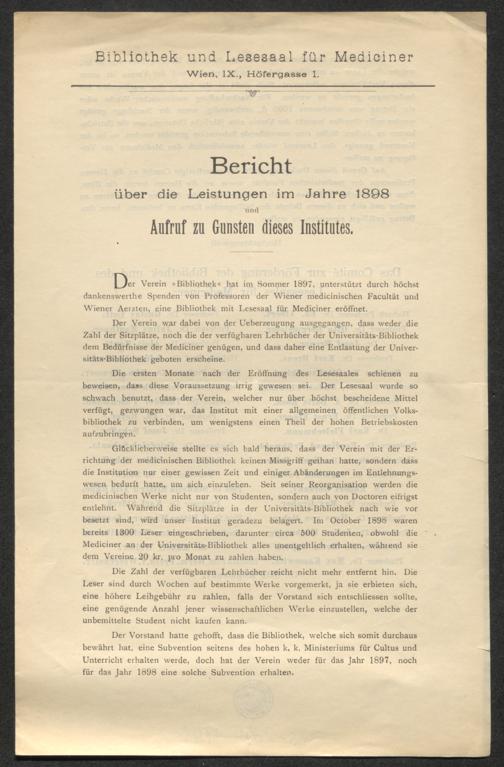 Bibliothek und Lesesaal für Mediciner
Wien, IX., Höfergasse 1.
Bericht
über die Leistungen im Jahre 1898
und
Aufruf zu Gunsten dieses Institutes.
Der Verein »Bibliothek« hat im Sommer 1897, unterstützt durch höchst
dankenswerthe Spenden von Professoren der Wiener medicinischen Facultät und
Wiener Aerzten, eine Bibliothek mit Lesesaal für Mediciner eröffnet.
Der Verein war dabei von der Ueberzeugung ausgegangen, dass weder die
Zahl der Sitzplätze, noch die der verfügbaren Lehrbücher der Universitäts-Bibliothek
dem Bedürfnisse der Mediciner genügen, und dass daher eine Entlastung der Univer-
sitäts-Bibliothek geboten erscheine.
Die ersten Monate nach der Eröffnung des Lesesaales schienen zu
beweisen, dass diese Voraussetzung irrig gewesen sei. Der Lesesaal wurde so
schwach benutzt, dass der Verein, welcher nur über höchst bescheidene Mittel
verfügt, gezwungen war, das Institut mit einer allgemeinen öffentlichen Volks-
bibliothek zu verbinden, um wenigstens einen Theil der hohen Betriebskosten
aufzubringen.
Glücklicherweise stellte es sich bald heraus, dass der Verein mit der Er-
richtung der medicinischen Bibliothek keinen Missgriff gethan hatte, sondern dass
die Institution nur einer gewissen Zeit und einiger Abänderungen im Entlehnungs-
wesen bedurft hatte, um sich einzuleben. Seit seiner Reorganisation werden die
medicinischen Werke nicht nur von Studenten, sondern auch von Doctoren eifrigst
entlehnt. Während die Sitzplätze in der Universitäts-Bibliothek nach wie vor
besetzt sind, wird unser Institut geradezu belagert. Im October 1898 waren
bereits 1300 Leser eingeschrieben, darunter circa 500 Studenten, obwohl die
Mediciner an der Universitäts-Bibliothek alles unentgeltlich erhalten, während sie
dem Vereine 20 kr. pro Monat zu zahlen haben.
Die Zahl der verfügbaren Lehrbücher reicht nicht mehr entfernt hin. Die
Leser sind durch Wochen auf bestimmte Werke vorgemerkt, ja sie erbieten sich,
eine höhere Leihgebühr zu zahlen, falls der Vorstand sich entschliessen sollte,
eine genügende Anzahl jener wissenschaftlichen Werke einzustellen, welche der
unbemittelte Student nicht kaufen kann.
Der Vorstand hatte gehofft, dass die Bibliothek, welche sich somit durchaus
bewährt hat, eine Subvention seitens des hohen k. k. Ministeriums für Cultus und
Unterricht erhalten werde, doch hat der Verein weder für das Jahr 1897, noch
für das Jahr 1898 eine solche Subvention erhalten.